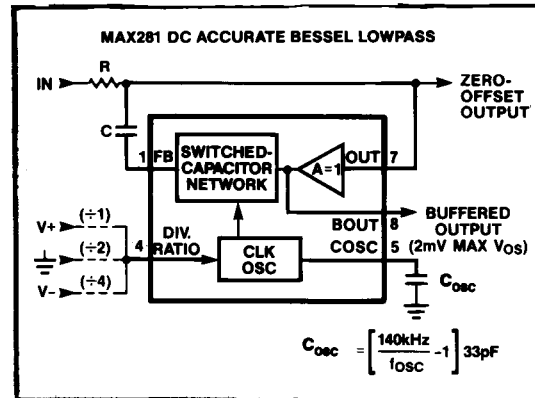 MAX281 DC ACCURATE BESSEL LOWPASS
IN
R
ZERO-
OFFSET
OUTPUT
C
1
FB
SWITCHED-
CAPACITOR
NETWORK
A=1
OUT
7
BUFFERED
OUTPUT
(2mV MAX VOS)
BOUT
8
COSC
5
V+
(÷1)
(÷2)
V–
(÷4)
4
DIV.
RATIO
CLK
OSC
COSC
COSC = [140kHz/fOSC -1] 33pF